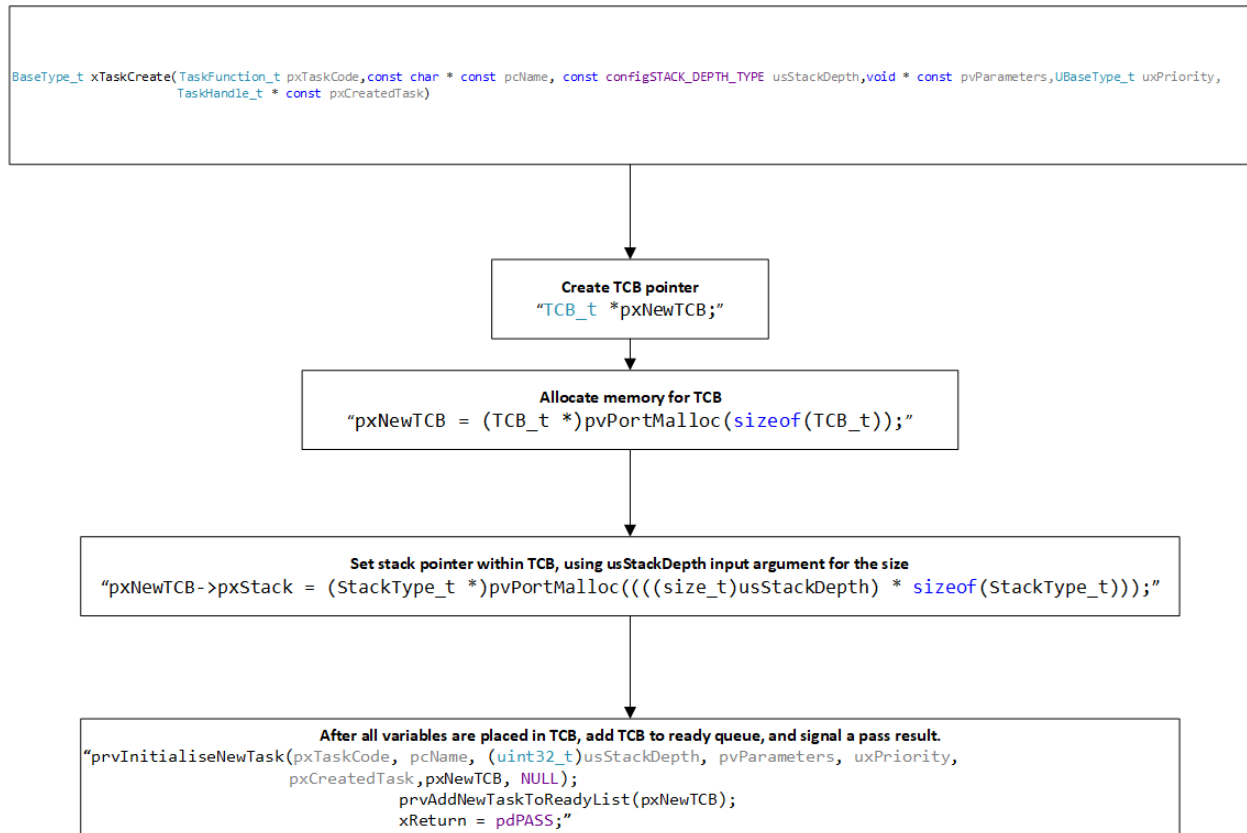 BaseType_t xTaskCreate(TaskFunction_t pxTaskCode,const char * const pcName, const configSTACK_DEPTH_TYPE usStackDepth,void * const pvParameters,UBaseType_t uxPriority,
TaskHandle_t * const pxCreatedTask)
Create TCB pointer
“TCB_t *pxNewTCB;”
Allocate memory for TCB
“pxNewTCB = (TCB_t *)pvPortMalloc(sizeof(TCB_t));”
Set stack pointer within TCB, using usStackDepth input argument for the size
“pxNewTCB->pxStack = (StackType_t *)pvPortMalloc((((size_t)usStackDepth) * sizeof(StackType_t)));”
After all variables are placed in TCB, add TCB to ready queue, and signal a pass result.
“prvInitialiseNewTask(pxTaskCode, pcName, (uint32_t)usStackDepth, pvParameters, uxPriority,
pxCreatedTask,pxNewTCB, NULL);
prvAddNewTaskToReadyList(pxNewTCB);
xReturn = pdPASS;”